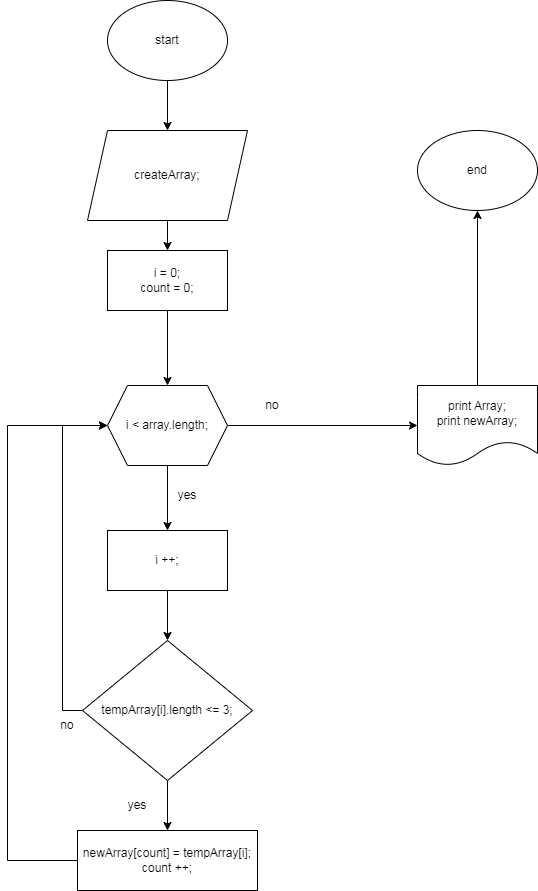 start
createArray;
i = 0;
count = 0;
i < array.length;
no
print Array;
print newArray;
end
yes
i ++;
tempArray[i].length <= 3;
no
yes
newArray[count] = tempArray[i];
count ++;